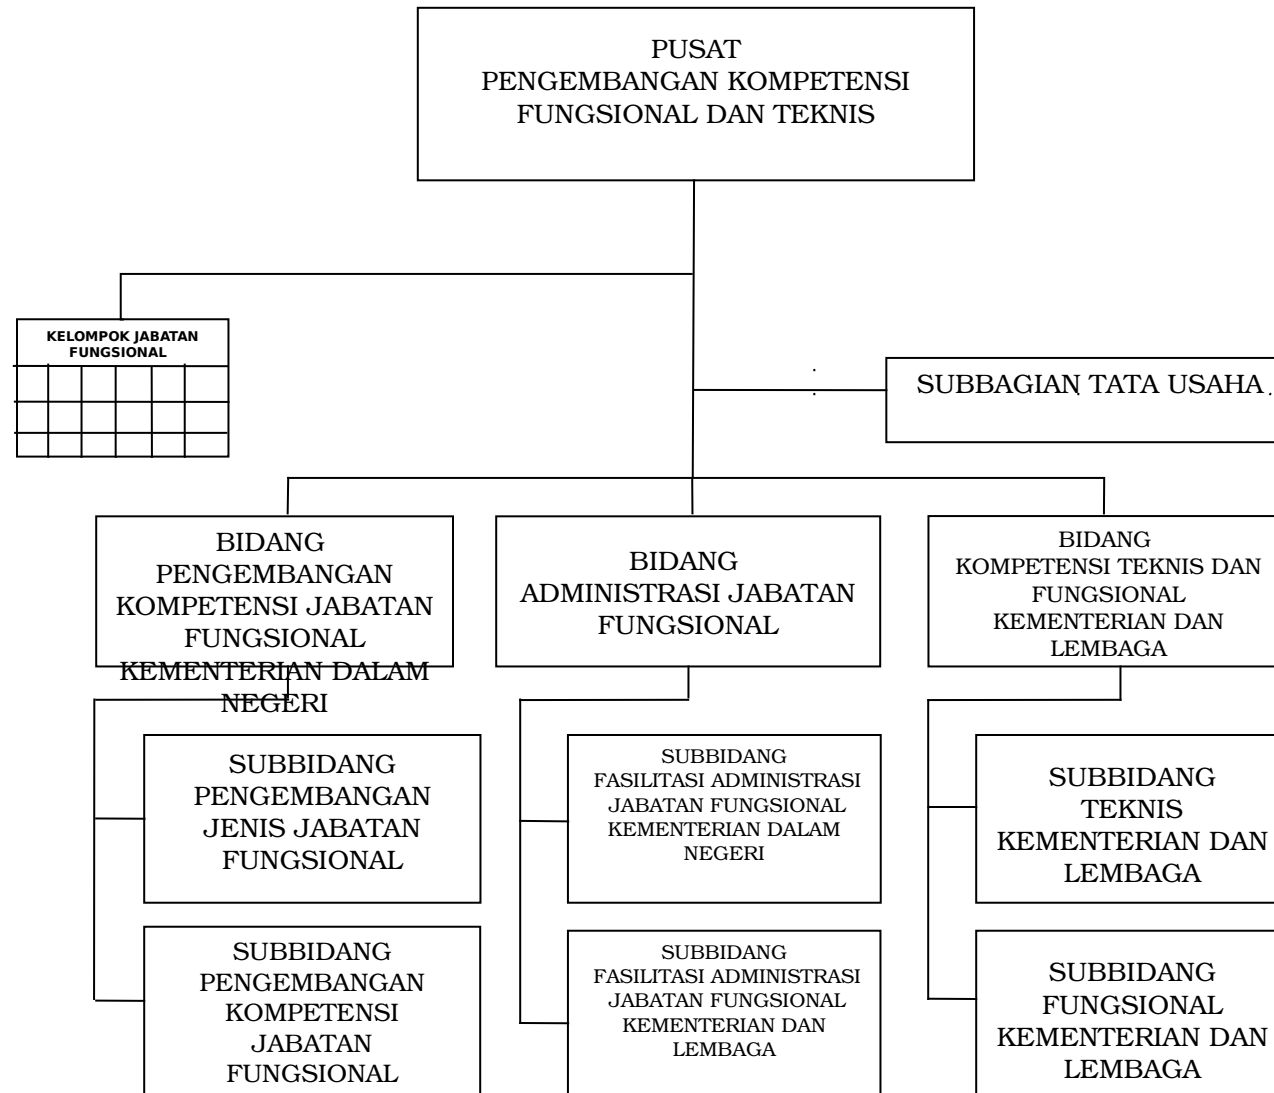 PUSAT
PENGEMBANGAN KOMPETENSI
FUNGSIONAL DAN TEKNIS
KELOMPOK JABATAN
FUNGSIONAL
SUBBAGIAN TATA USAHA
BIDANG
PENGEMBANGAN
KOMPETENSI JABATAN
FUNGSIONAL
KEMENTERIAN DALAM
NEGERI
BIDANG
ADMINISTRASI JABATAN
FUNGSIONAL
BIDANG
KOMPETENSI TEKNIS DAN
FUNGSIONAL
KEMENTERIAN DAN
LEMBAGA
SUBBIDANG
PENGEMBANGAN
JENIS JABATAN
FUNGSIONAL
SUBBIDANG
FASILITASI ADMINISTRASI
JABATAN FUNGSIONAL
KEMENTERIAN DALAM
NEGERI
SUBBIDANG
TEKNIS
KEMENTERIAN DAN
LEMBAGA
SUBBIDANG
PENGEMBANGAN
KOMPETENSI
JABATAN
FUNGSIONAL
SUBBIDANG
FASILITASI ADMINISTRASI
JABATAN FUNGSIONAL
KEMENTERIAN DAN
LEMBAGA
SUBBIDANG
FUNGSIONAL
KEMENTERIAN DAN
LEMBAGA